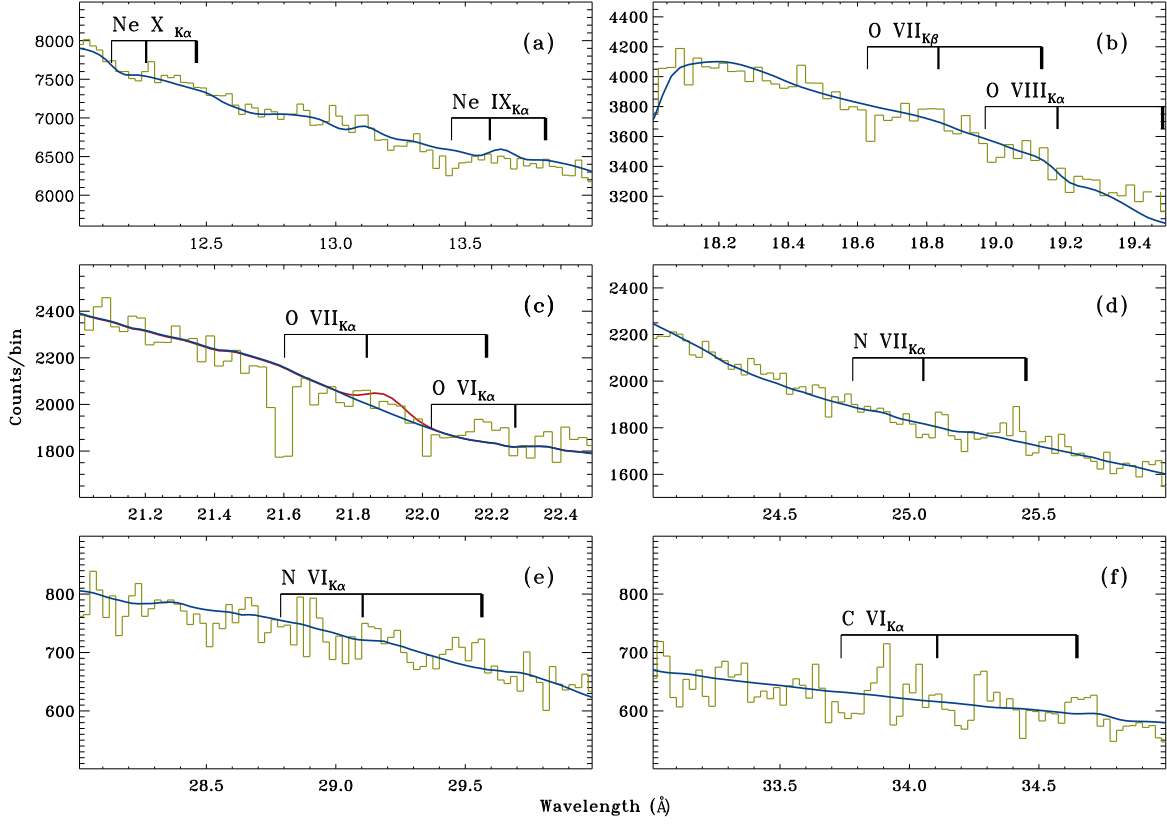 Ne X Kα
(a)
Ne IX Kα
8000
7500
7000
6500
6000
12.5 13.0 13.5
O VII Kβ
(b)
O VIII Kα
4400
4200
4000
3800
3600
3400
3200
18.2 18.4 18.6 18.8 19.0 19.2 19.4
O VII Kα
(c)
O VI Kα
2400
2200
2000
1800
21.2 21.4 21.6 21.8 22.0 22.2 22.4
Counts/bin
N VII Kα
(d)
2400
2200
2000
1800
1600
24.5 25.0 25.5
N VI Kα
(e)
800
700
600
28.5 29.0 29.5
C VI Kα
(f)
800
700
600
33.5 34.0 34.5
Wavelength (Å)